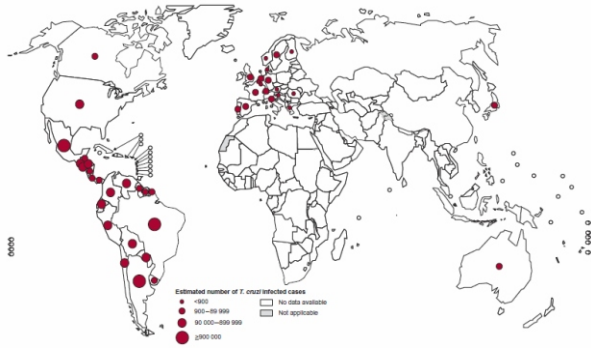 Estimated number of T. cruzi infected cases
<900
900–89 999
90 000–899 999
≥900 000
No data available
Not applicable